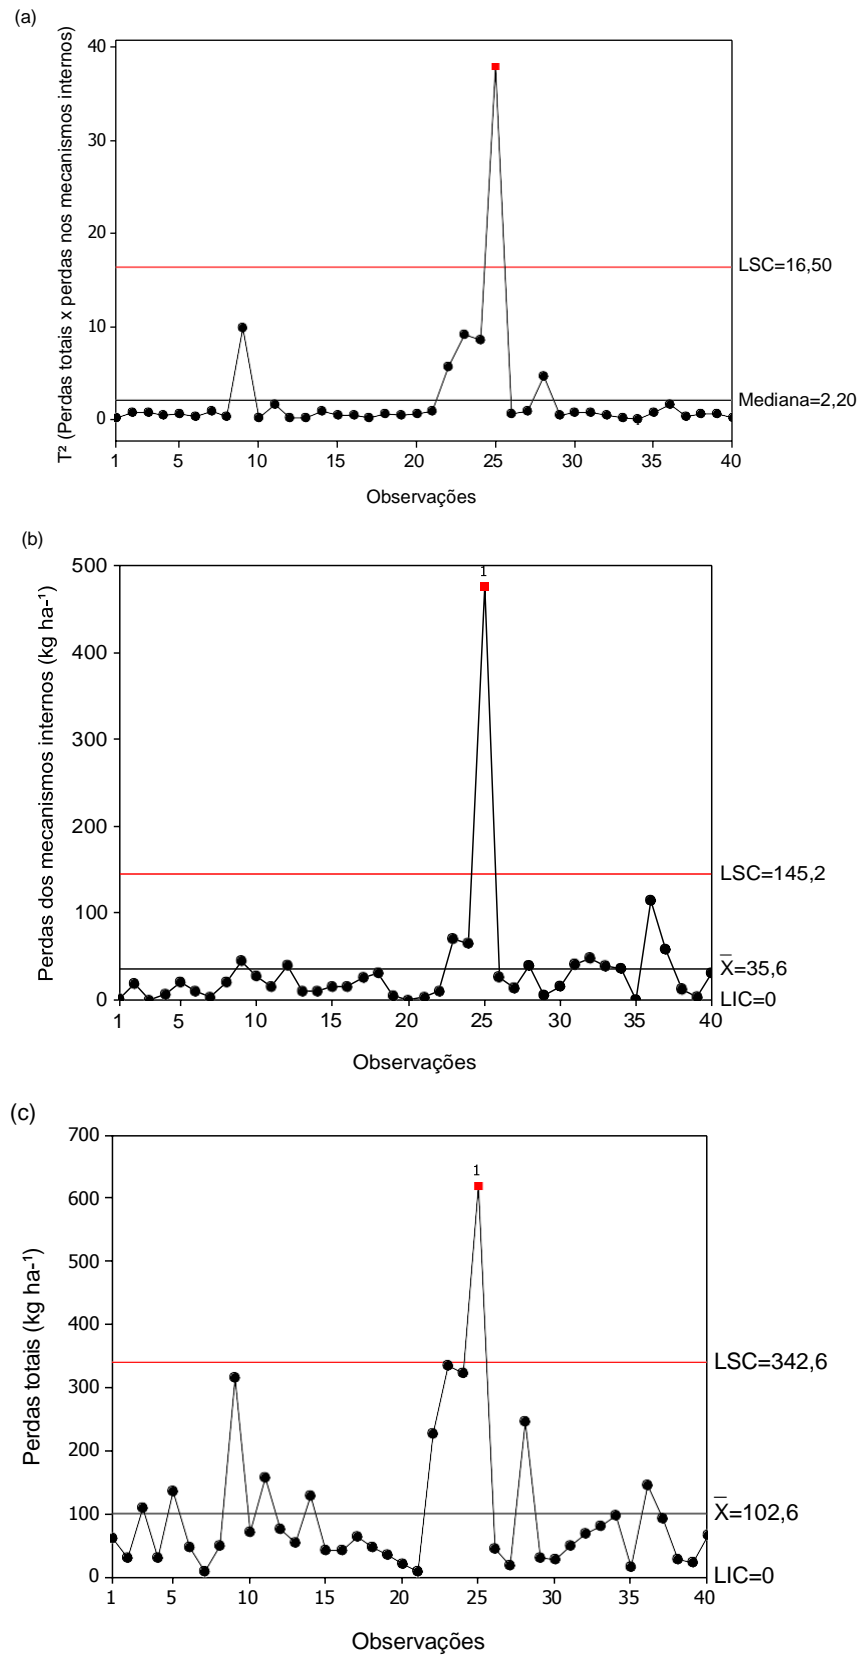 (a)
T² (Perdas totais x perdas nos mecanismos internos)
40
30
20
10
0
LSC=16,50
Mediana=2,20
1 5 10 15 20 25 30 35 40
Observações
(b)
Perdas dos mecanismos internos (kg ha-¹)
500
400
300
200
100
0
1
LSC=145,2
X̅=35,6
LIC=0
1 5 10 15 20 25 30 35 40
Observações
(c)
Perdas totais (kg ha-¹)
700
600
500
400
300
200
100
0
1
LSC=342,6
X̅=102,6
LIC=0
1 5 10 15 20 25 30 35 40
Observações